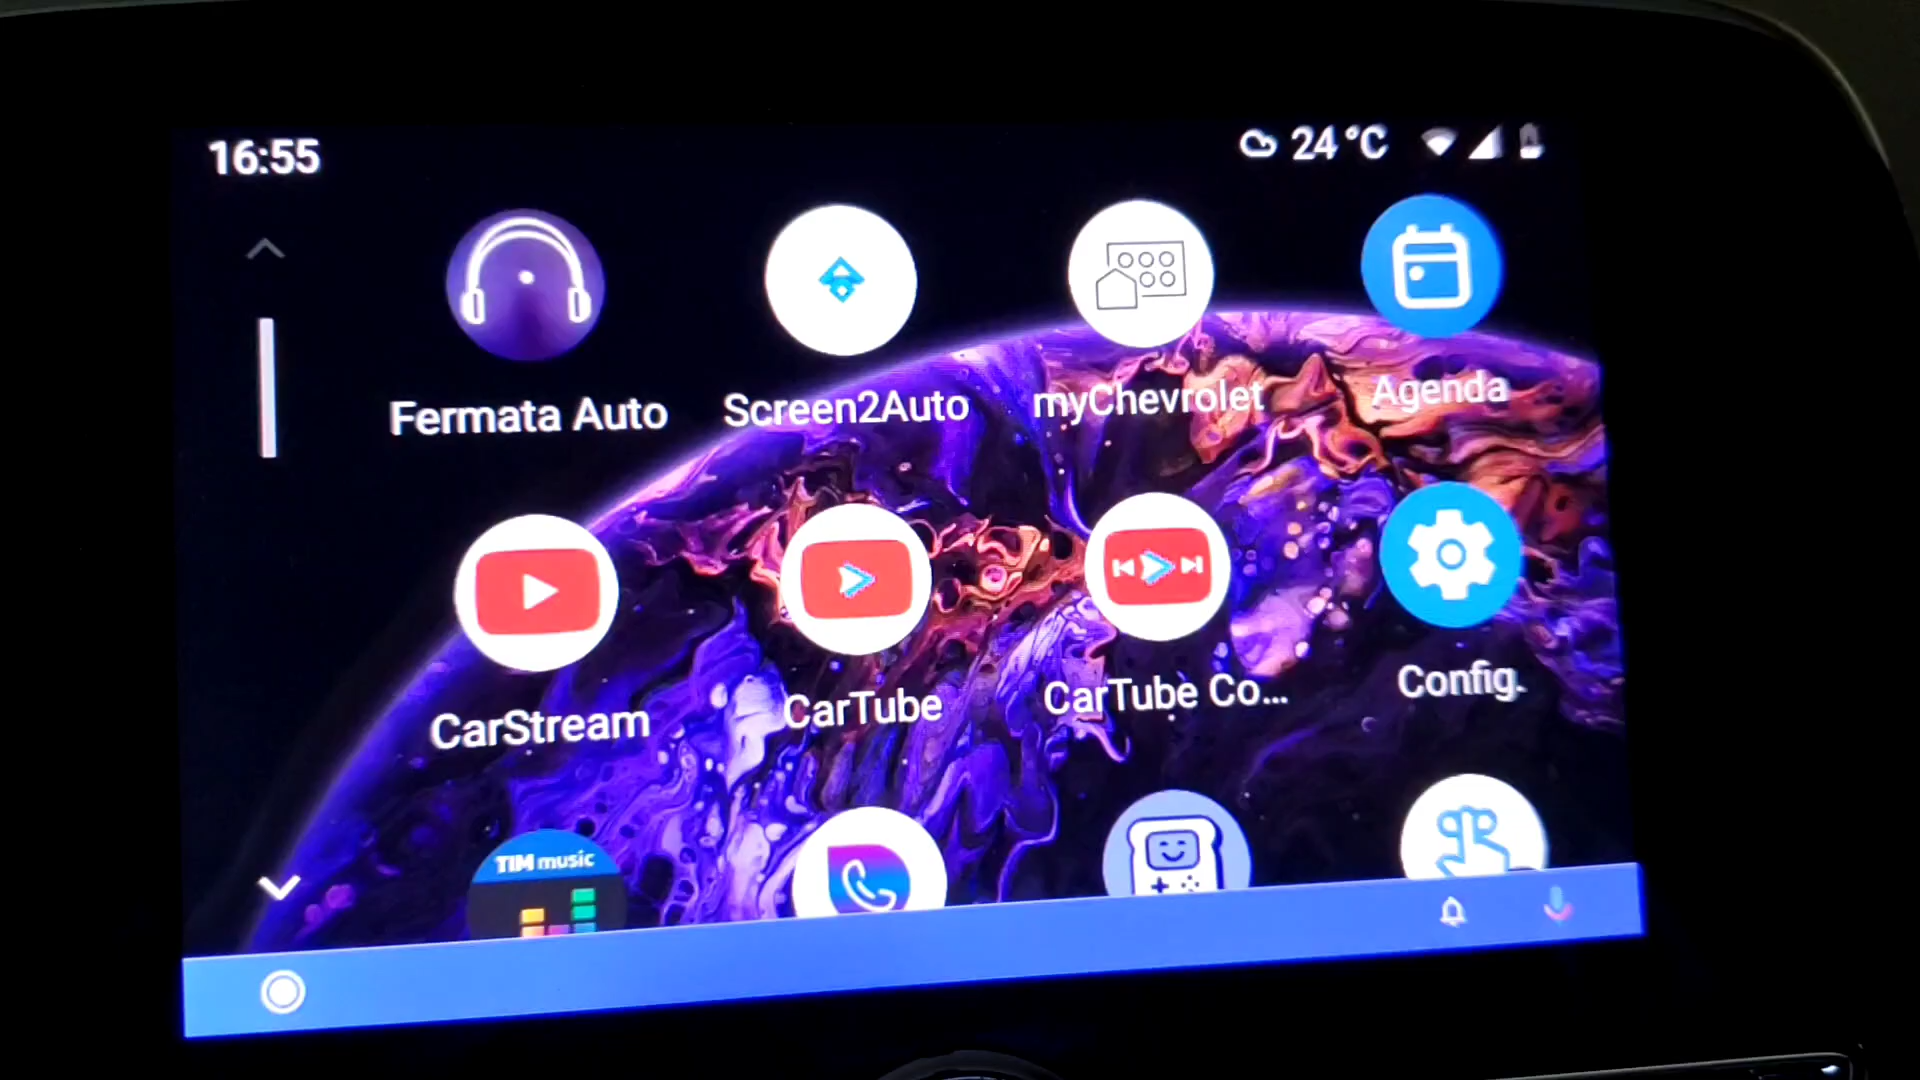 16:55
24°C
Fermata Auto
Screen2Auto
myChevrolet
Agenda
CarStream
CarTube
CarTube Co...
Config.
TIM music